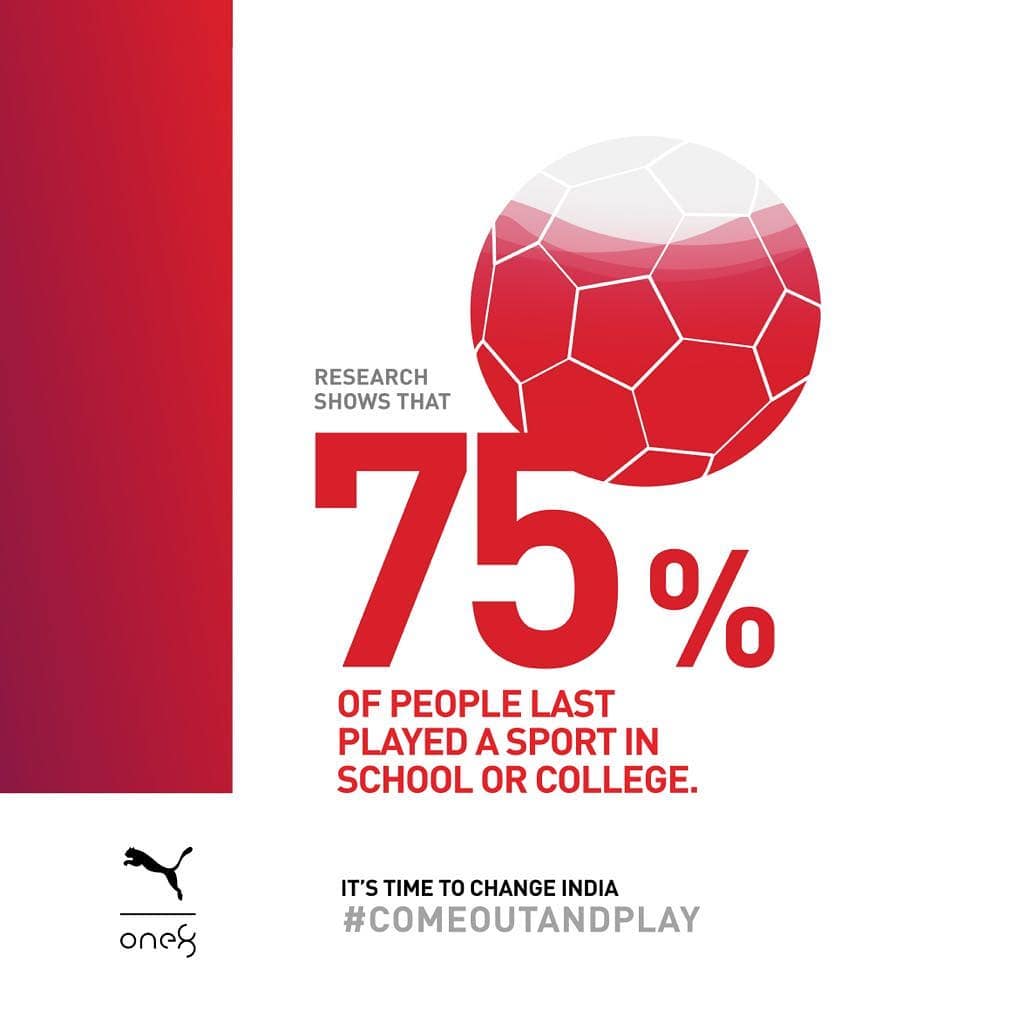 RESEARCH
SHOWS THAT
75%
OF PEOPLE LAST
PLAYED A SPORT IN
SCHOOL OR COLLEGE.
IT'S TIME TO CHANGE INDIA
#COMEOUTANDPLAY
one8